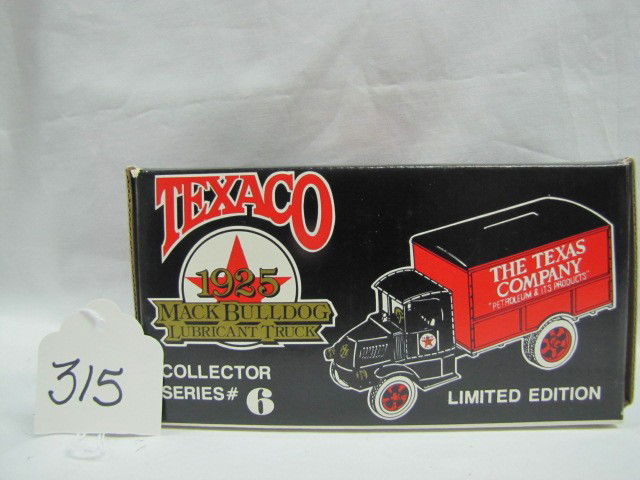 TEXACO
1925
MACK BULLDOG
LUBRICANT TRUCK
COLLECTOR
SERIES# 6
THE TEXAS
COMPANY
"PETROLEUM & ITS PRODUCTS"
LIMITED EDITION
315